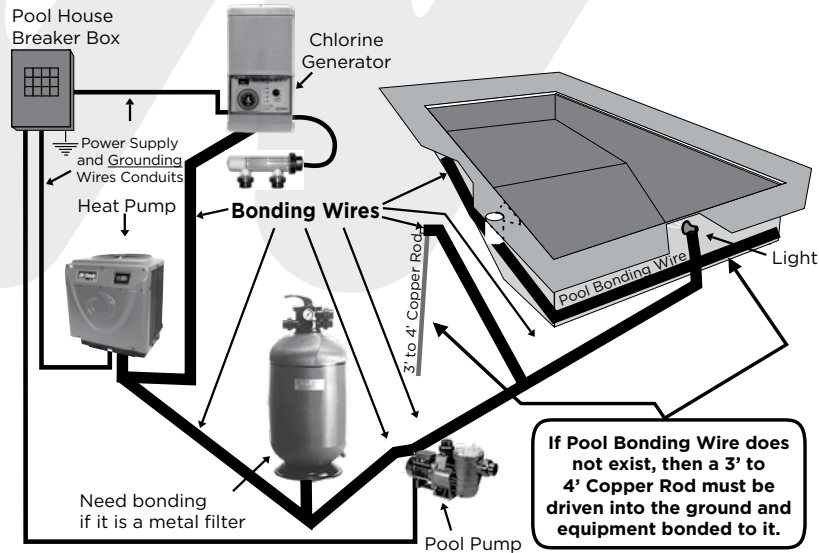 Pool House
Breaker Box
Chlorine
Generator
Power Supply
and Grounding
Wires Conduits
Heat Pump
Bonding Wires
3' to 4' Copper Rod
Pool Bonding Wire
Light
Need bonding
if it is a metal filter
Pool Pump
If Pool Bonding Wire does
not exist, then a 3' to
4' Copper Rod must be
driven into the ground and
equipment bonded to it.